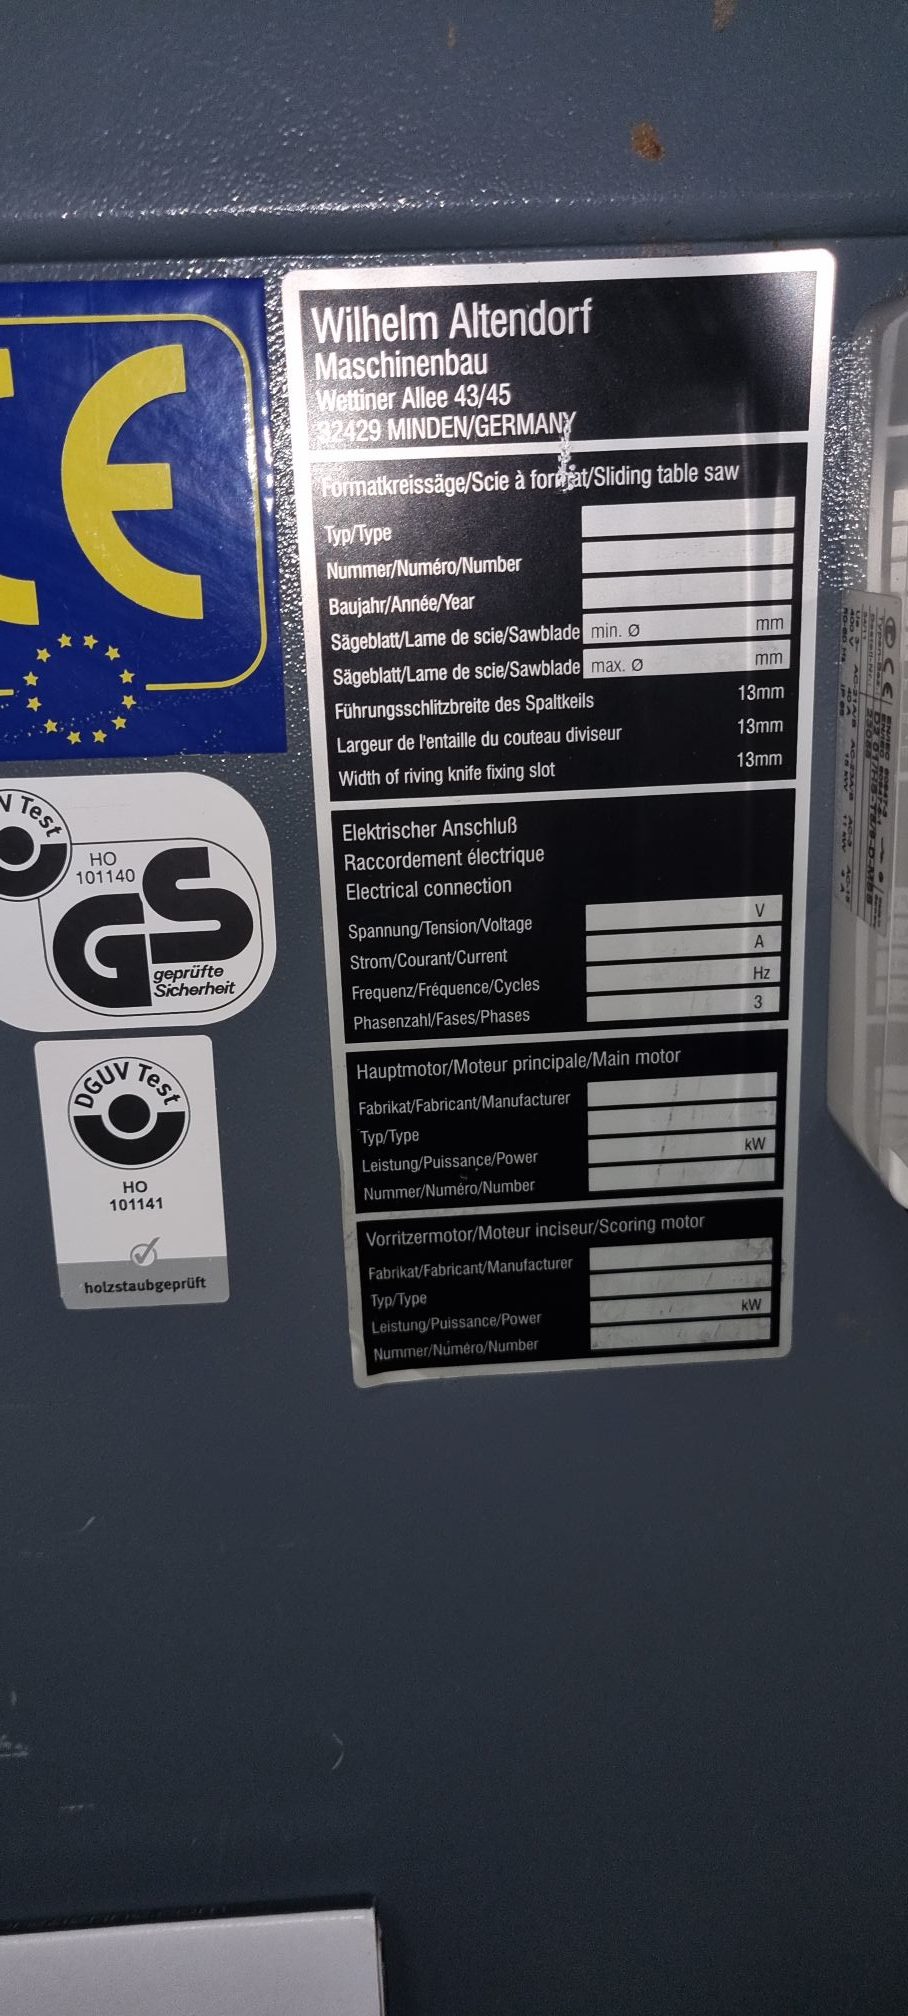 Wilhelm Altendorf
Maschinenbau
Wettiner Allee 43/45
32429 MINDEN/GERMANY
Formatkreissäge/Scie à format/Sliding table saw
Typ/Type
Nummer/Numéro/Number
Baujahr/Année/Year
Sägeblatt/Lame de scie/Sawblade min. Ø mm
Sägeblatt/Lame de scie/Sawblade max. Ø mm
Führungsschlitzbreite des Spaltkeils 13mm
Largeur de l'entaille du couteau diviseur 13mm
Width of riving knife fixing slot 13mm
Elektrischer Anschluß
Raccordement électrique
Electrical connection
Spannung/Tension/Voltage V
Strom/Courant/Current A
Frequenz/Fréquence/Cycles Hz
Phasenzahl/Fases/Phases 3
Hauptmotor/Moteur principale/Main motor
Fabrikat/Fabricant/Manufacturer
Typ/Type
Leistung/Puissance/Power kW
Nummer/Numéro/Number
Vorritzermotor/Moteur inciseur/Scoring motor
Fabrikat/Fabricant/Manufacturer
Typ/Type
Leistung/Puissance/Power kW
Nummer/Numéro/Number
CE
Test
HO
101140
GS
geprüfte
Sicherheit
DGUV Test
HO
101141
holzstaubgeprüft